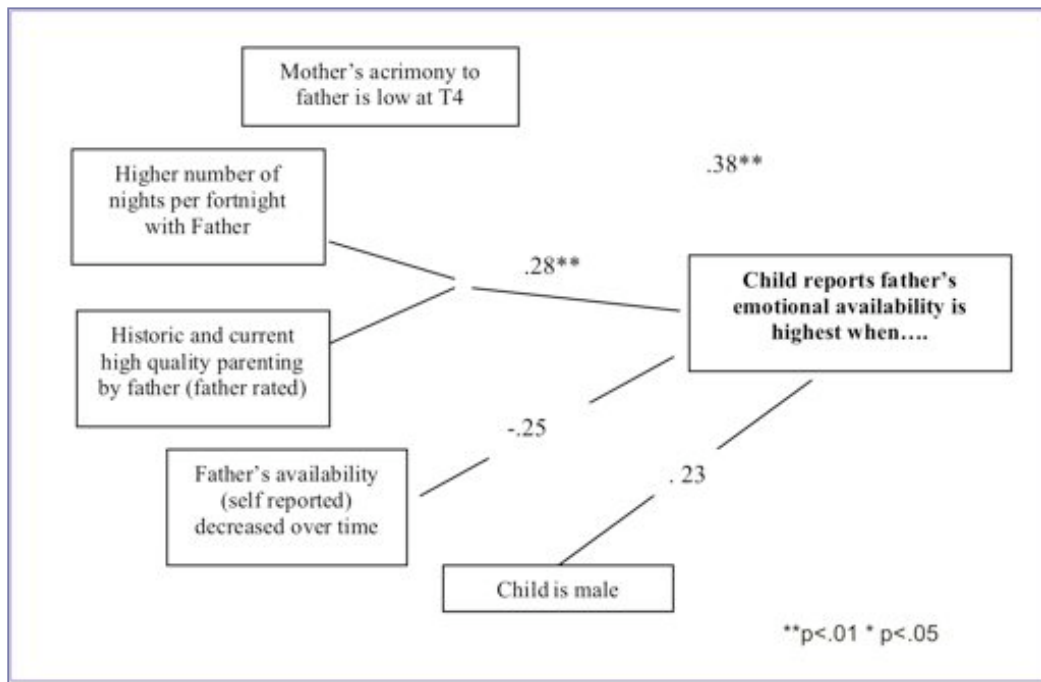 Mother’s acrimony to
father is low at T4
.38**
Higher number of
nights per fortnight
with Father
.28**
Child reports father’s
emotional availability is
highest when….
Historic and current
high quality parenting
by father (father rated)
-.25
Father’s availability
(self reported)
decreased over time
. 23
Child is male
**p<.01 * p<.05